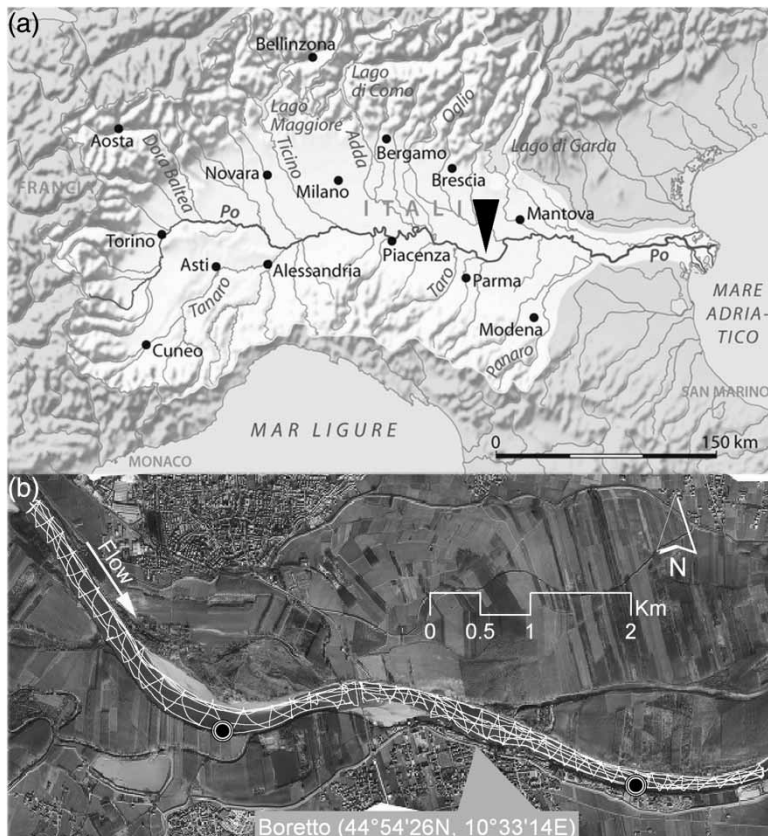 (a)
Bellinzona
Lago
di Como
Lago
Maggiore
Oglio
Aosta
Dora Baltea
Ticino
Adda
Bergamo
Lago di Garda
Novara
Milano
Brescia
FRANCIA
ITALI
Po
Mantova
Torino
Piacenza
Po
Asti
Alessandria
Taro
Parma
Tanaro
Modena
MARE
ADRIA-
TICO
Cuneo
Panaro
SAN MARINO
MAR LIGURE
0 150 km
MONACO
(b)
Flow
N
Km
0 0.5 1 2
Boretto (44°54'26N, 10°33'14E)